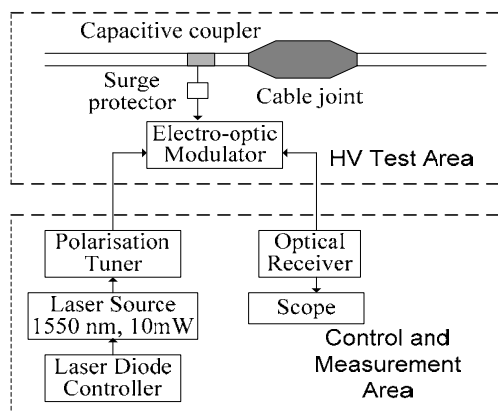 Capacitive coupler
Surge
protector
Cable joint
Electro-optic
Modulator
HV Test Area
Polarisation
Tuner
Optical
Receiver
Laser Source
1550 nm, 10mW
Scope
Laser Diode
Controller
Control and
Measurement
Area